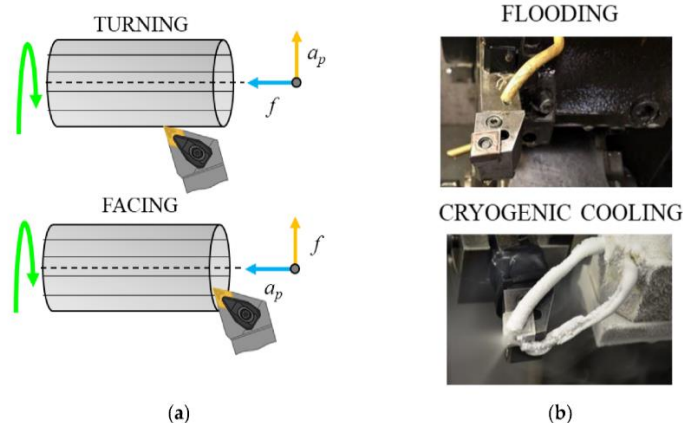 TURNING
a_p
f
FACING
f
a_p
(a)
FLOODING
CRYOGENIC COOLING
(b)